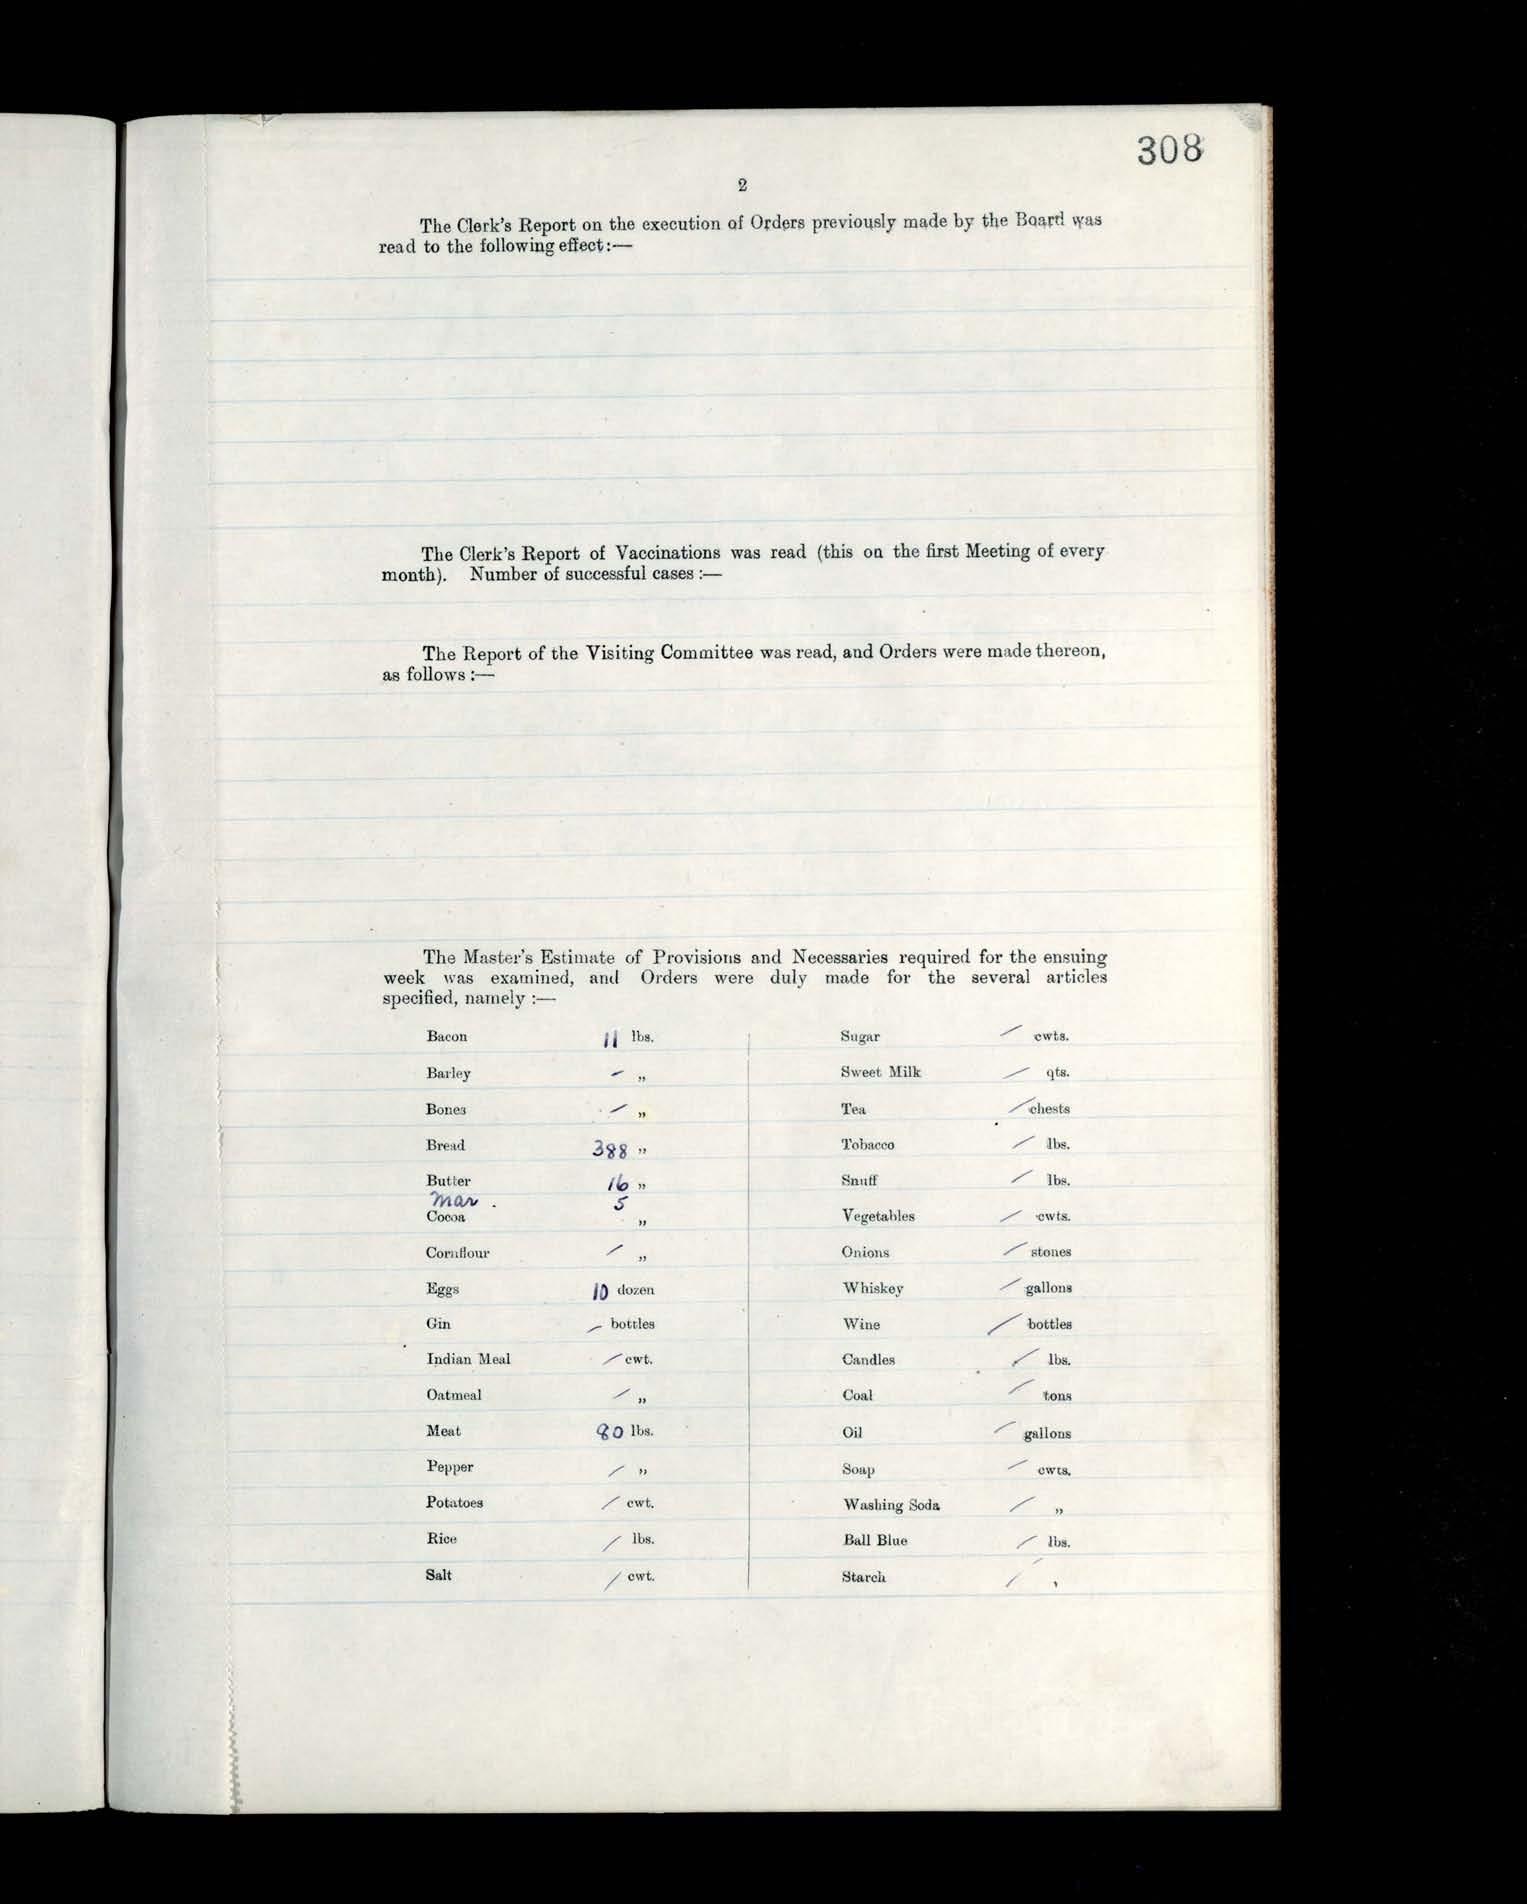 308
2
The Clerk's Report on the execution of Orders previously made by the Board was
read to the following effect:—
The Clerk's Report of Vaccinations was read (this on the first Meeting of every
month). Number of successful cases :—
The Report of the Visiting Committee was read, and Orders were made thereon,
as follows :—
The Master's Estimate of Provisions and Necessaries required for the ensuing
week was examined, and Orders were duly made for the several articles
specified, namely :—
Bacon 11 lbs.
Barley – „
Bones – „
Bread 388 „
Butter 16 „
Mar. 5
Cocoa „
Cornflour – „
Eggs 10 dozen
Gin – bottles
Indian Meal – cwt.
Oatmeal – „
Meat 80 lbs.
Pepper – „
Potatoes – cwt.
Rice – lbs.
Salt – cwt.
Sugar – cwts.
Sweet Milk – qts.
Tea – chests
Tobacco – lbs.
Snuff – lbs.
Vegetables – cwts.
Onions – stones
Whiskey – gallons
Wine – bottles
Candles – lbs.
Coal – tons
Oil – gallons
Soap – cwts.
Washing Soda – „
Ball Blue – lbs.
Starch – „